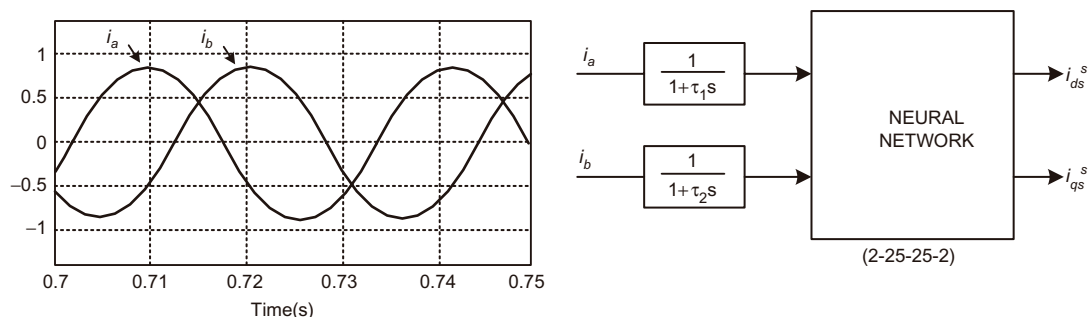 i_a
i_b
1
0.5
0
−0.5
−1
0.7
0.71
0.72
0.73
0.74
0.75
Time(s)
i_a
1
1+τ₁s
i_b
1
1+τ₂s
NEURAL
NETWORK
(2-25-25-2)
i_ds^s
i_qs^s